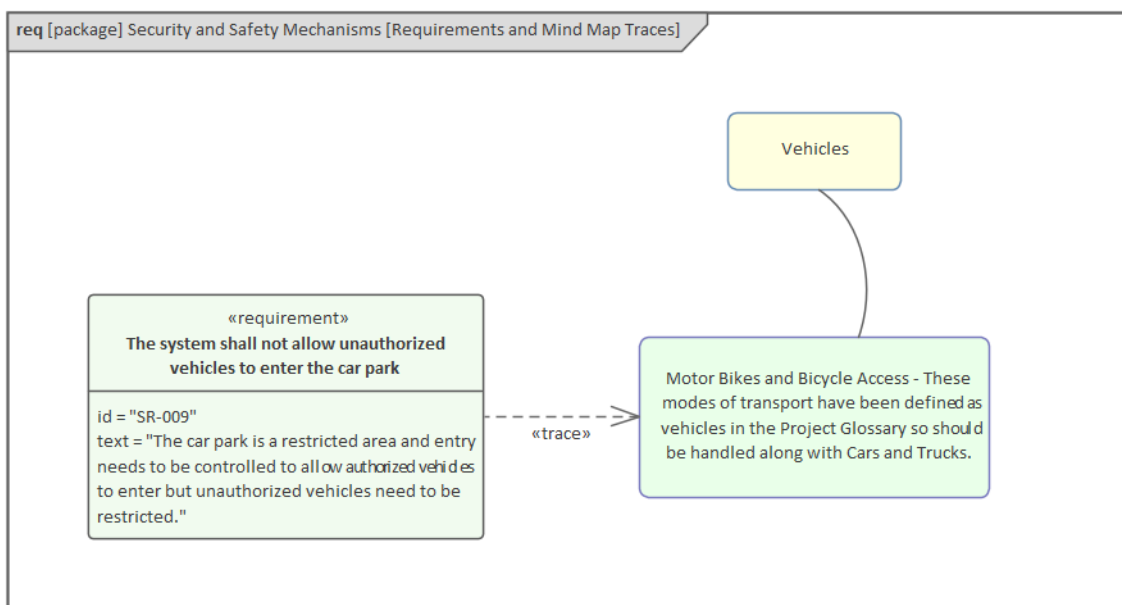 req [package] Security and Safety Mechanisms [Requirements and Mind Map Traces]
Vehicles
«requirement»
The system shall not allow unauthorized
vehicles to enter the car park
id = "SR-009"
text = "The car park is a restricted area and entry
needs to be controlled to allow authorized vehicles
to enter but unauthorized vehicles need to be
restricted."
«trace»
Motor Bikes and Bicycle Access - These
modes of transport have been defined as
vehicles in the Project Glossary so should
be handled along with Cars and Trucks.